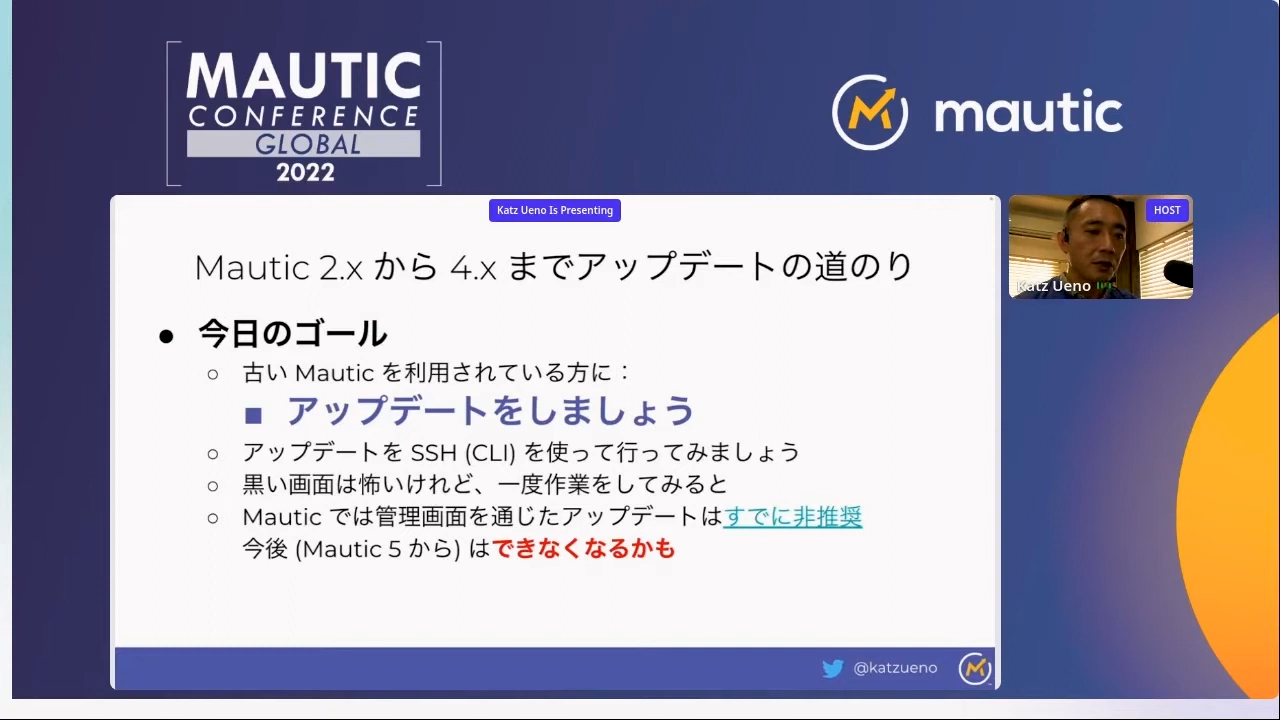 MAUTIC
CONFERENCE
GLOBAL
2022
mautic
Katz Ueno Is Presenting
HOST
Katz Ueno
Mautic 2.x から 4.x までアップデートの道のり
● 今日のゴール
○ 古い Mautic を利用されている方に：
■ アップデートをしましょう
○ アップデートを SSH (CLI) を使って行ってみましょう
○ 黒い画面は怖いけれど、一度作業をしてみると
○ Mautic では管理画面を通じたアップデートはすでに非推奨
今後 (Mautic 5 から) はできなくなるかも
@katzueno